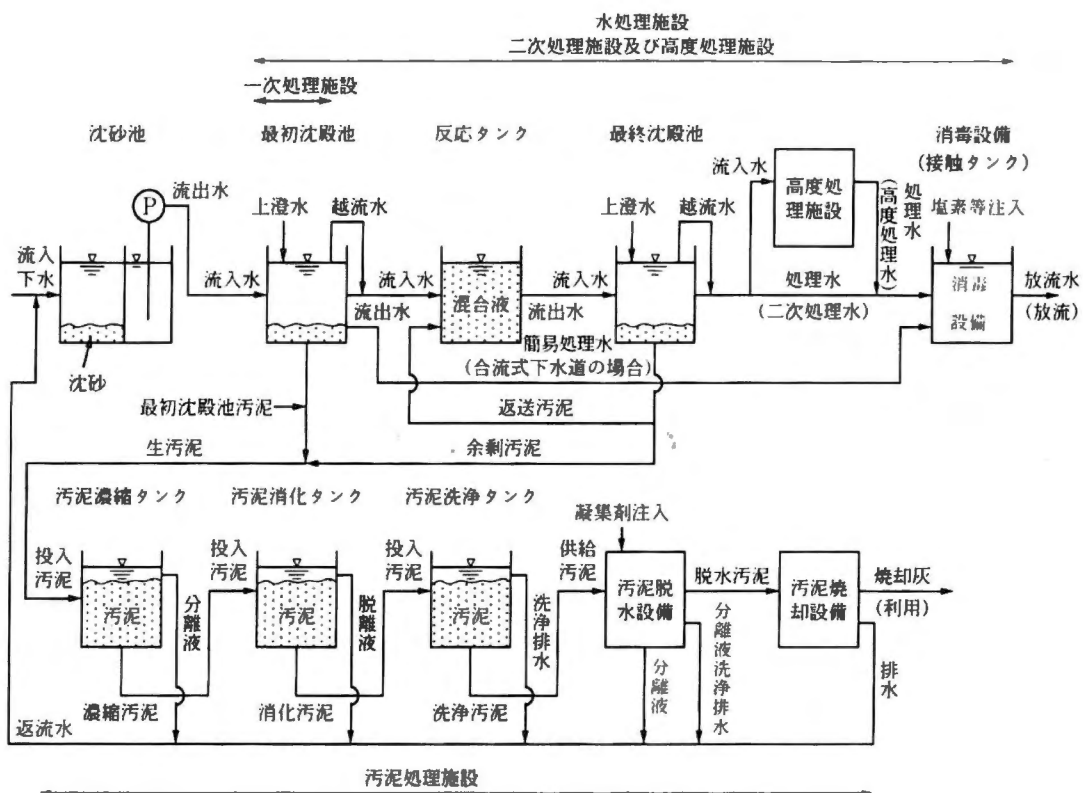 水処理施設
二次処理施設及び高度処理施設
一次処理施設
沈砂池
最初沈殿池
反応タンク
最終沈殿池
消毒設備
(接触タンク)
流出水
P
上澄水
越流水
上澄水
越流水
流入水
高度処
理施設
処理水
(高度処理水)
塩素等注入
流入
下水
流入水
流入水
流出水
混合液
流入水
流出水
処理水
(二次処理水)
消毒
設備
放流水
(放流)
沈砂
簡易処理水
(合流式下水道の場合)
最初沈殿池汚泥
返送汚泥
生汚泥
余剰汚泥
汚泥濃縮タンク
汚泥消化タンク
汚泥洗浄タンク
凝集剤注入
投入
汚泥
汚泥
分離液
投入
汚泥
汚泥
脱離液
投入
汚泥
汚泥
洗浄排水
供給
汚泥
汚泥脱
水設備
脱水汚泥
分離液洗浄排水
汚泥焼
却設備
焼却灰
(利用)
分離液
排水
濃縮汚泥
消化汚泥
洗浄汚泥
返流水
汚泥処理施設